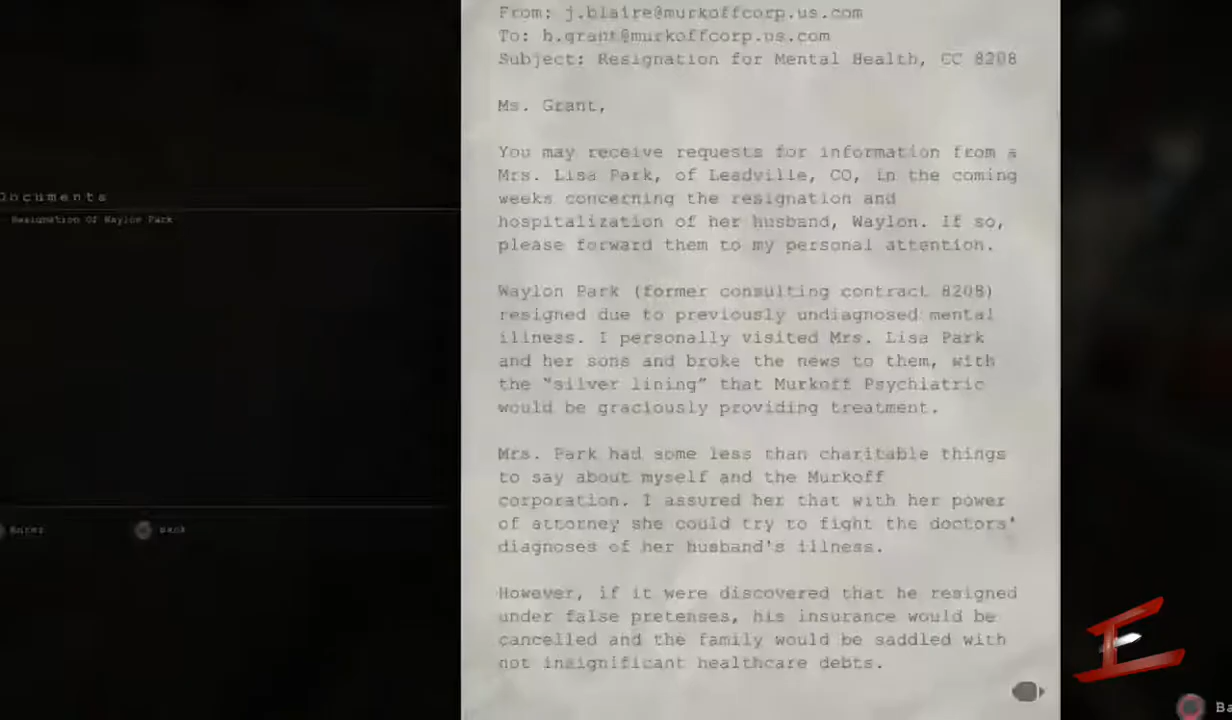 From: j.blaire@murkoffcorp.us.com
To: h.grant@murkoffcorp.us.com
Subject: Resignation for Mental Health, CC 8208
Ms. Grant,
You may receive requests for information from a
Mrs. Lisa Park, of Leadville, CO, in the coming
weeks concerning the resignation and
hospitalization of her husband, Waylon. If so,
please forward them to my personal attention.
Waylon Park (former consulting contract 8208)
resigned due to previously undiagnosed mental
illness. I personally visited Mrs. Lisa Park
and her sons and broke the news to them, with
the "silver lining" that Murkoff Psychiatric
would be graciously providing treatment.
Mrs. Park had some less than charitable things
to say about myself and the Murkoff
corporation. I assured her that with her power
of attorney she could try to fight the doctors'
diagnoses of her husband's illness.
However, if it were discovered that he resigned
under false pretenses, his insurance would be
cancelled and the family would be saddled with
not insignificant healthcare debts.
Documents
Resignation Of Waylon Park
Enter
Back
Ba